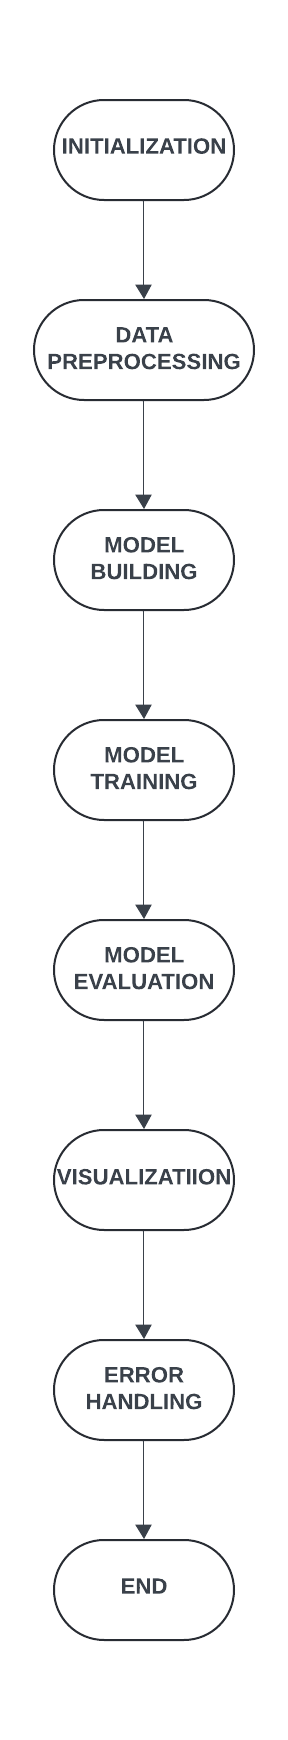 INITIALIZATION
DATA
PREPROCESSING
MODEL
BUILDING
MODEL
TRAINING
MODEL
EVALUATION
VISUALIZATIION
ERROR
HANDLING
END